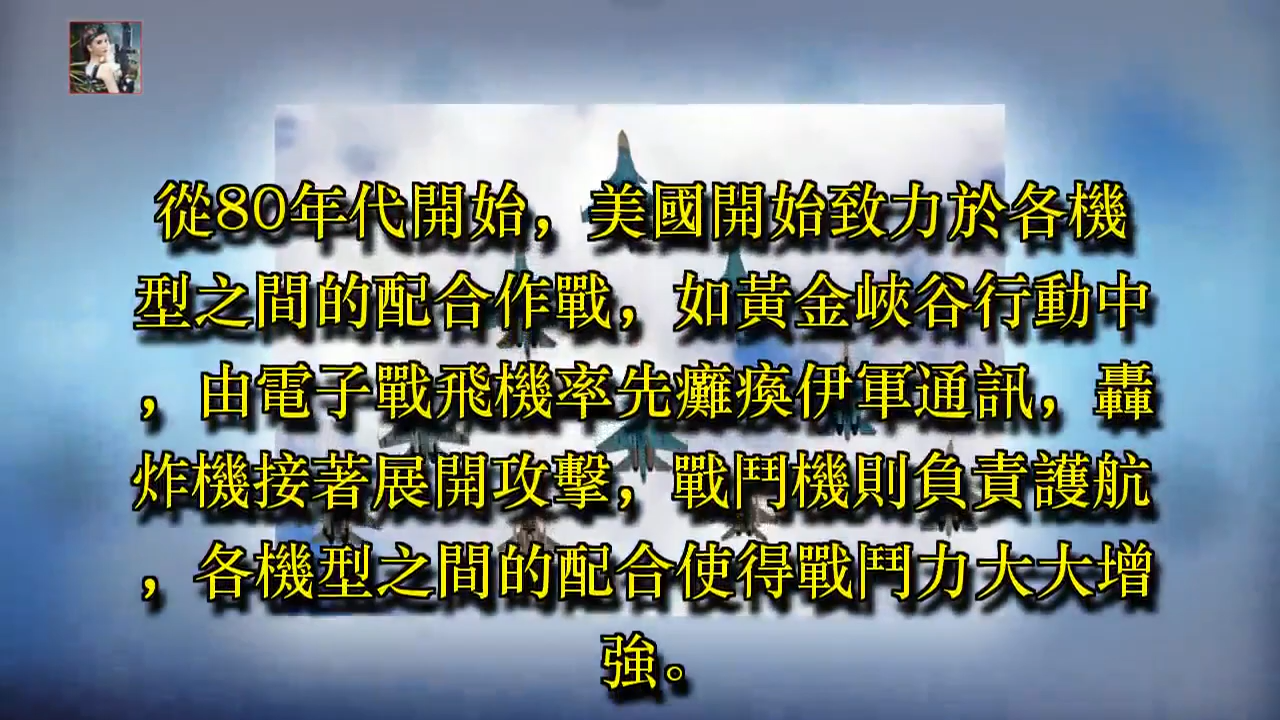 從80年代開始，美國開始致力於各機
型之間的配合作戰，如黃金峽谷行動中
，由電子戰飛機率先癱瘓伊軍通訊，轟
炸機接著展開攻擊，戰鬥機則負責護航
，各機型之間的配合使得戰鬥力大大增
強。